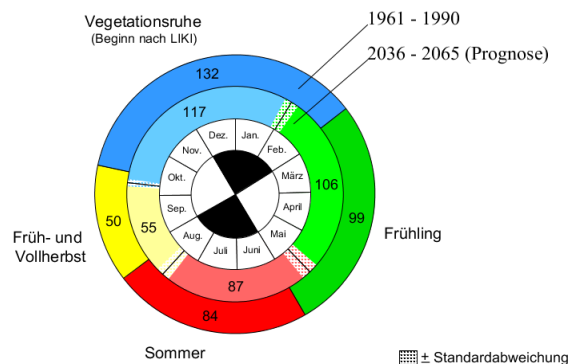 Vegetationsruhe
(Beginn nach LIKI)
1961 - 1990
2036 - 2065 (Prognose)
132
117
Dez.
Jan.
Nov.
Feb.
Okt.
März
106
Sep.
April
99
50
55
Aug.
Mai
Juli
Juni
Früh- und
Vollherbst
Frühling
87
84
Sommer
± Standardabweichung